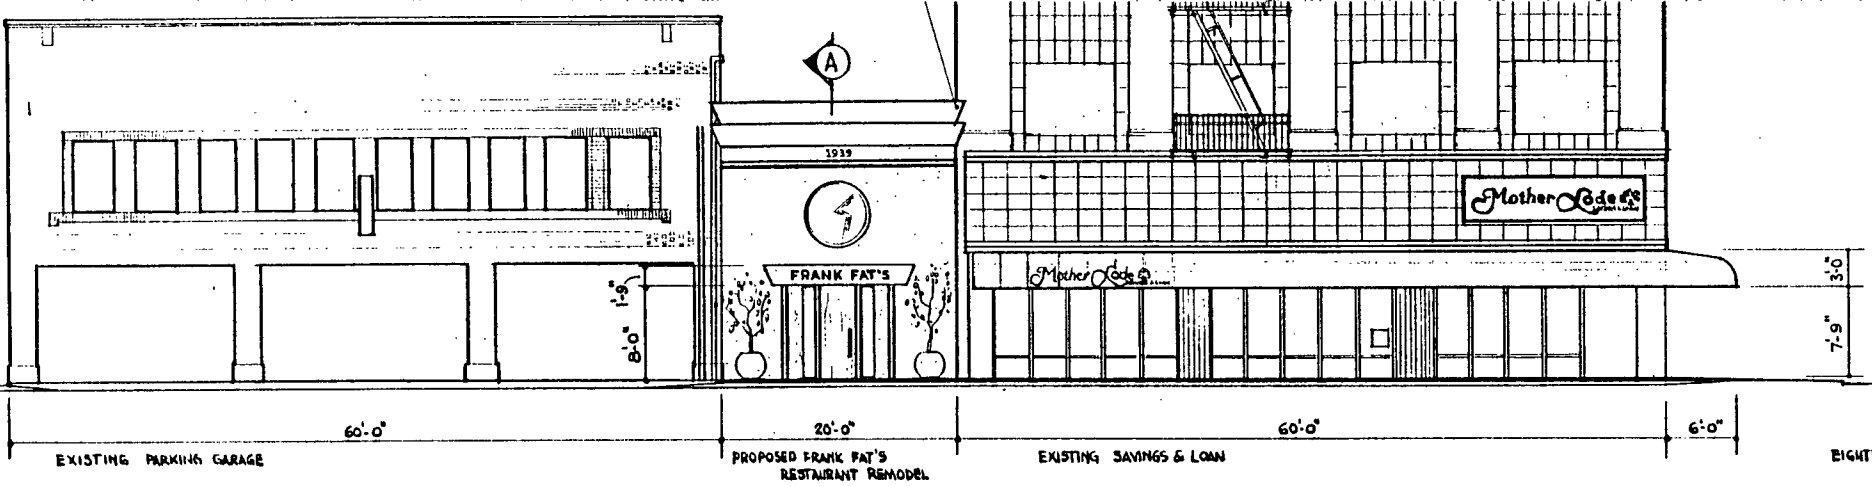 A
1939
Mother Lode
FRANK FAT'S
Mother Lode
1'-9"
8'-0"
3'-0"
7'-9"
60'-0"
20'-0"
60'-0"
6'-0"
EXISTING PARKING GARAGE
PROPOSED FRANK FAT'S
RESTAURANT REMODEL
EXISTING SAVINGS & LOAN
EIGHT